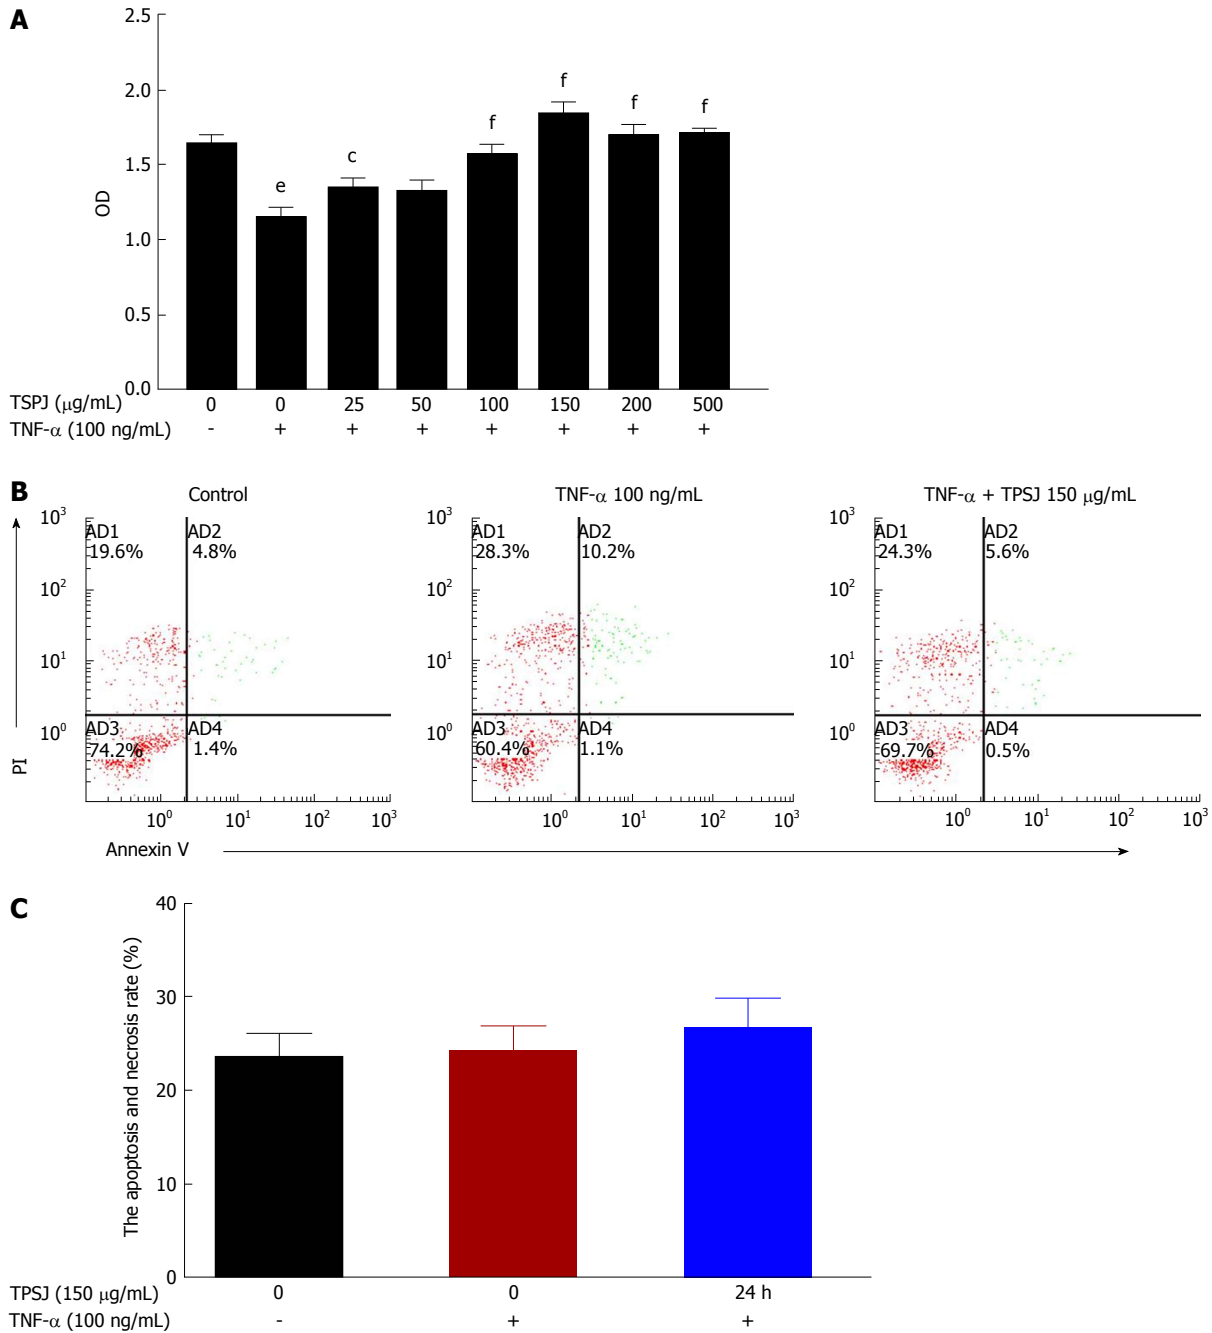 A
2.5
2.0
1.5
1.0
0.5
0.0
OD
e
c
f
f
f
f
TSPJ (μg/mL) 0 0 25 50 100 150 200 500
TNF-α (100 ng/mL) - + + + + + + +
B
Control
TNF-α 100 ng/mL
TNF-α + TPSJ 150 μg/mL
PI
10³
10²
10¹
10⁰
AD1
19.6%
AD2
4.8%
AD3
74.2%
AD4
1.4%
10⁰ 10¹ 10² 10³
10³
10²
10¹
10⁰
AD1
28.3%
AD2
10.2%
AD3
60.4%
AD4
1.1%
10⁰ 10¹ 10² 10³
10³
10²
10¹
10⁰
AD1
24.3%
AD2
5.6%
AD3
69.7%
AD4
0.5%
10⁰ 10¹ 10² 10³
Annexin V
C
The apoptosis and necrosis rate (%)
40
30
20
10
0
TPSJ (150 μg/mL) 0 0 24 h
TNF-α (100 ng/mL) - + +